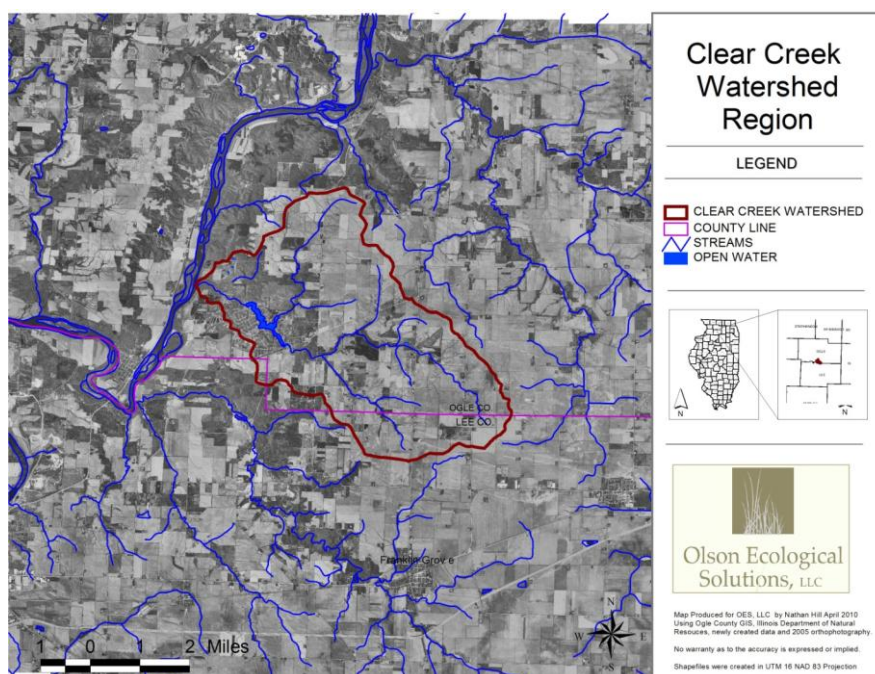 Clear Creek
Watershed
Region
LEGEND
CLEAR CREEK WATERSHED
COUNTY LINE
STREAMS
OPEN WATER
OGLE CO.
LEE CO.
Franklin Grove
1 0 1 2 Miles
N
W E
S
N
N
Olson Ecological
Solutions, LLC
Map Produced for OES, LLC by Nathan Hill April 2010
Using Ogle County GIS, Illinois Department of Natural
Resouces, newly created data and 2005 orthophotography.
No warranty as to the accuracy is expressed or implied.
Shapefiles were created in UTM 16 NAD 83 Projection